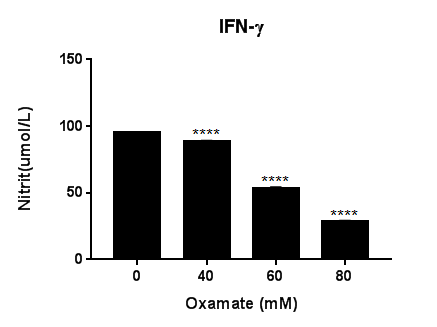 IFN-γ
150
100
50
0
Nitrit(umol/L)
****
****
****
0 40 60 80
Oxamate (mM)